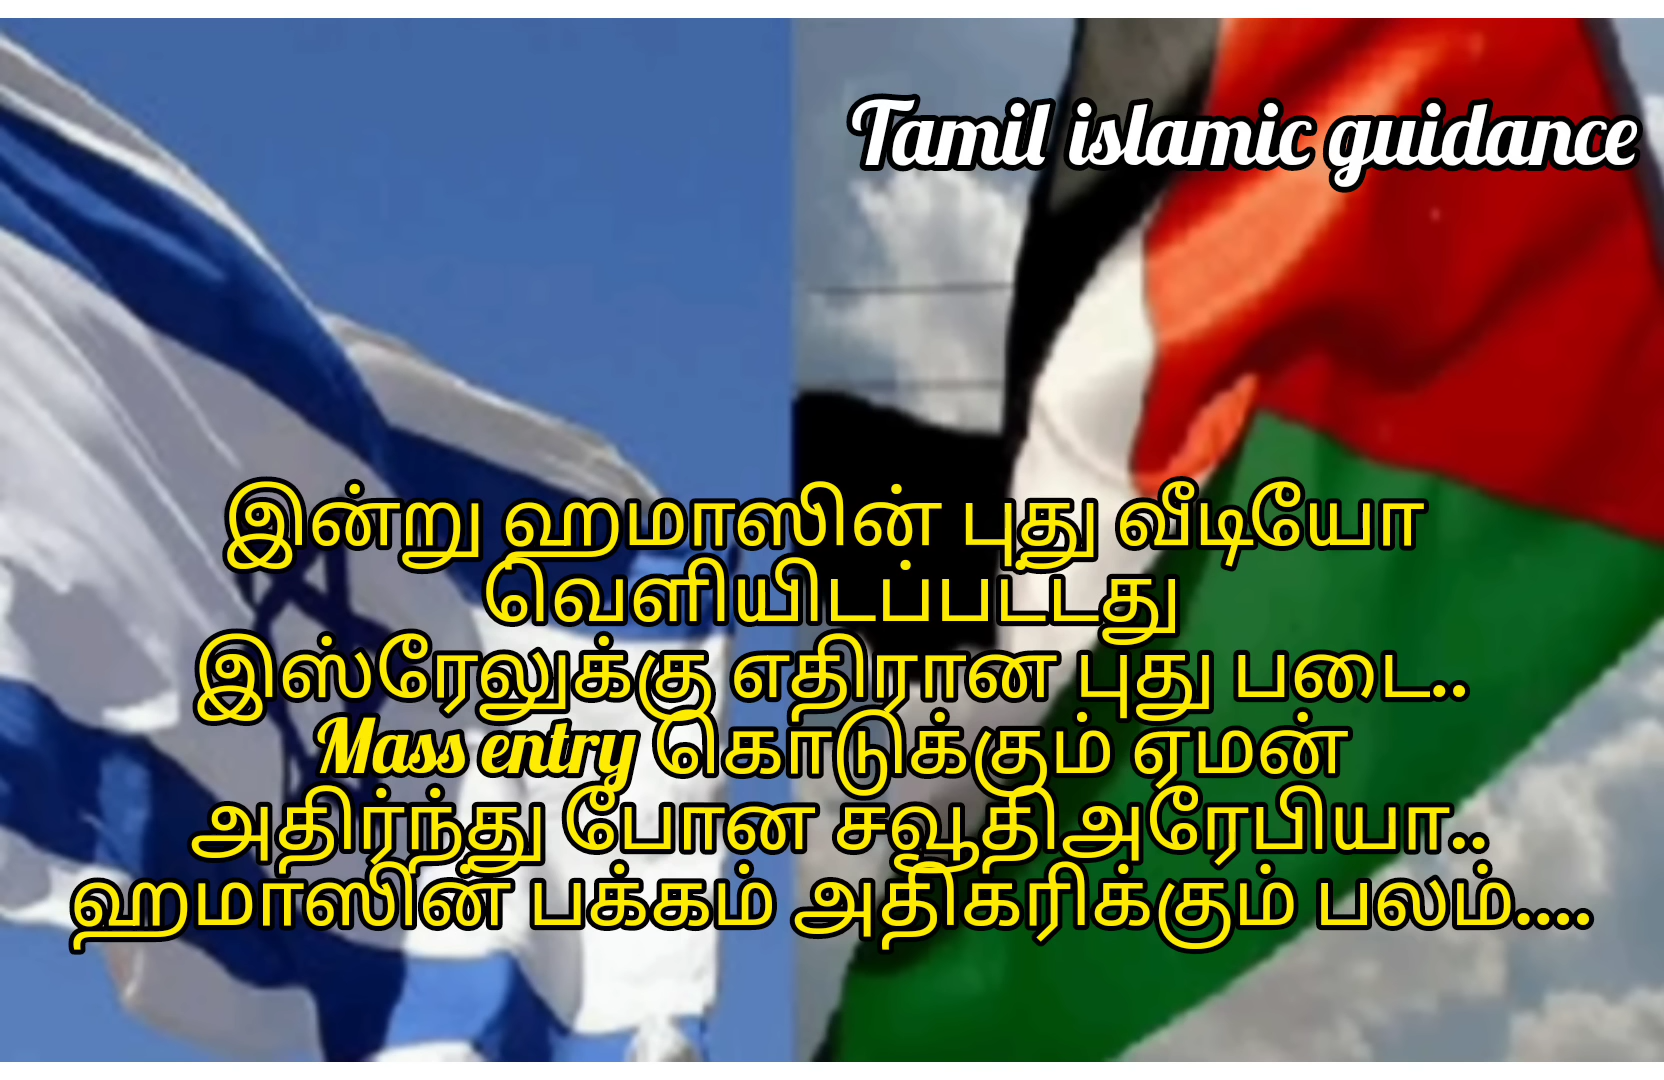 Tamil islamic guidance
இன்று ஹமாஸின் புது வீடியோ
வெளியிடப்பட்டது
இஸ்ரேலுக்கு எதிரான புது படை..
Mass entry கொடுக்கும் ஏமன்
அதிர்ந்து போன சவூதிஅரேபியா..
ஹமாஸின் பக்கம் அதிகரிக்கும் பலம்....